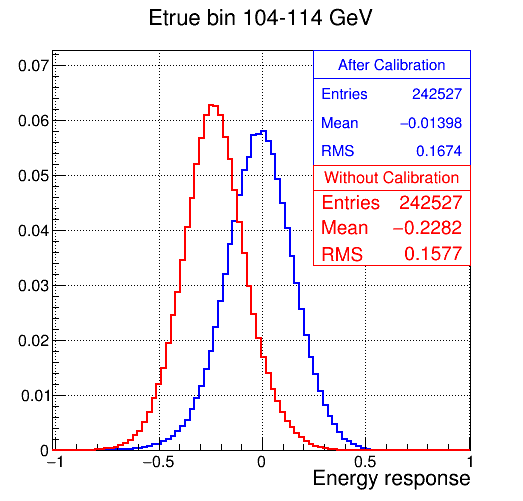 Etrue bin 104-114 GeV
After Calibration
Entries 242527
Mean −0.01398
RMS 0.1674
Without Calibration
Entries 242527
Mean −0.2282
RMS 0.1577
0.07
0.06
0.05
0.04
0.03
0.02
0.01
0
−1 −0.5 0 0.5 1
Energy response